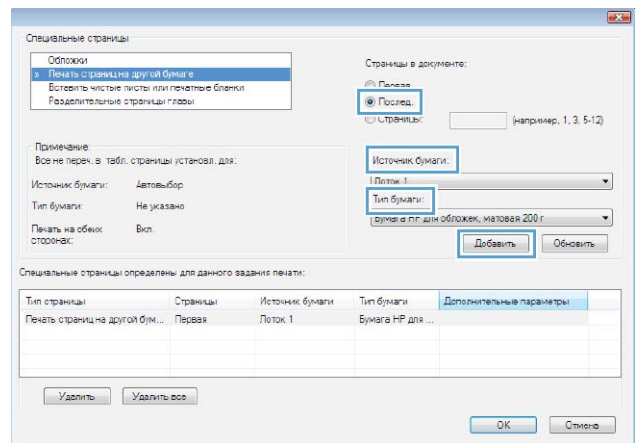 Специальные страницы
Обложки
» Печать страниц на другой бумаге
Вставить чистые листы или печатные бланки
Разделительные страницы главы
Страницы в документе:
Первая
Послед.
Страницы:
(например, 1, 3, 5-12)
Примечание:
Все не переч. в табл. страницы установл. для:
Источник бумаги: Автовыбор
Тип бумаги: Не указано
Печать на обеих сторонах: Вкл.
Источник бумаги:
Лоток 1
Тип бумаги:
Бумага HP для обложек, матовая 200 г
Добавить Обновить
Специальные страницы определены для данного задания печати:
Тип страницы Страницы Источник бумаги Тип бумаги Дополнительные параметры
Печать страниц на другой бум... Первая Лоток 1 Бумага HP для ...
Удалить Удалить все
OK Отмена